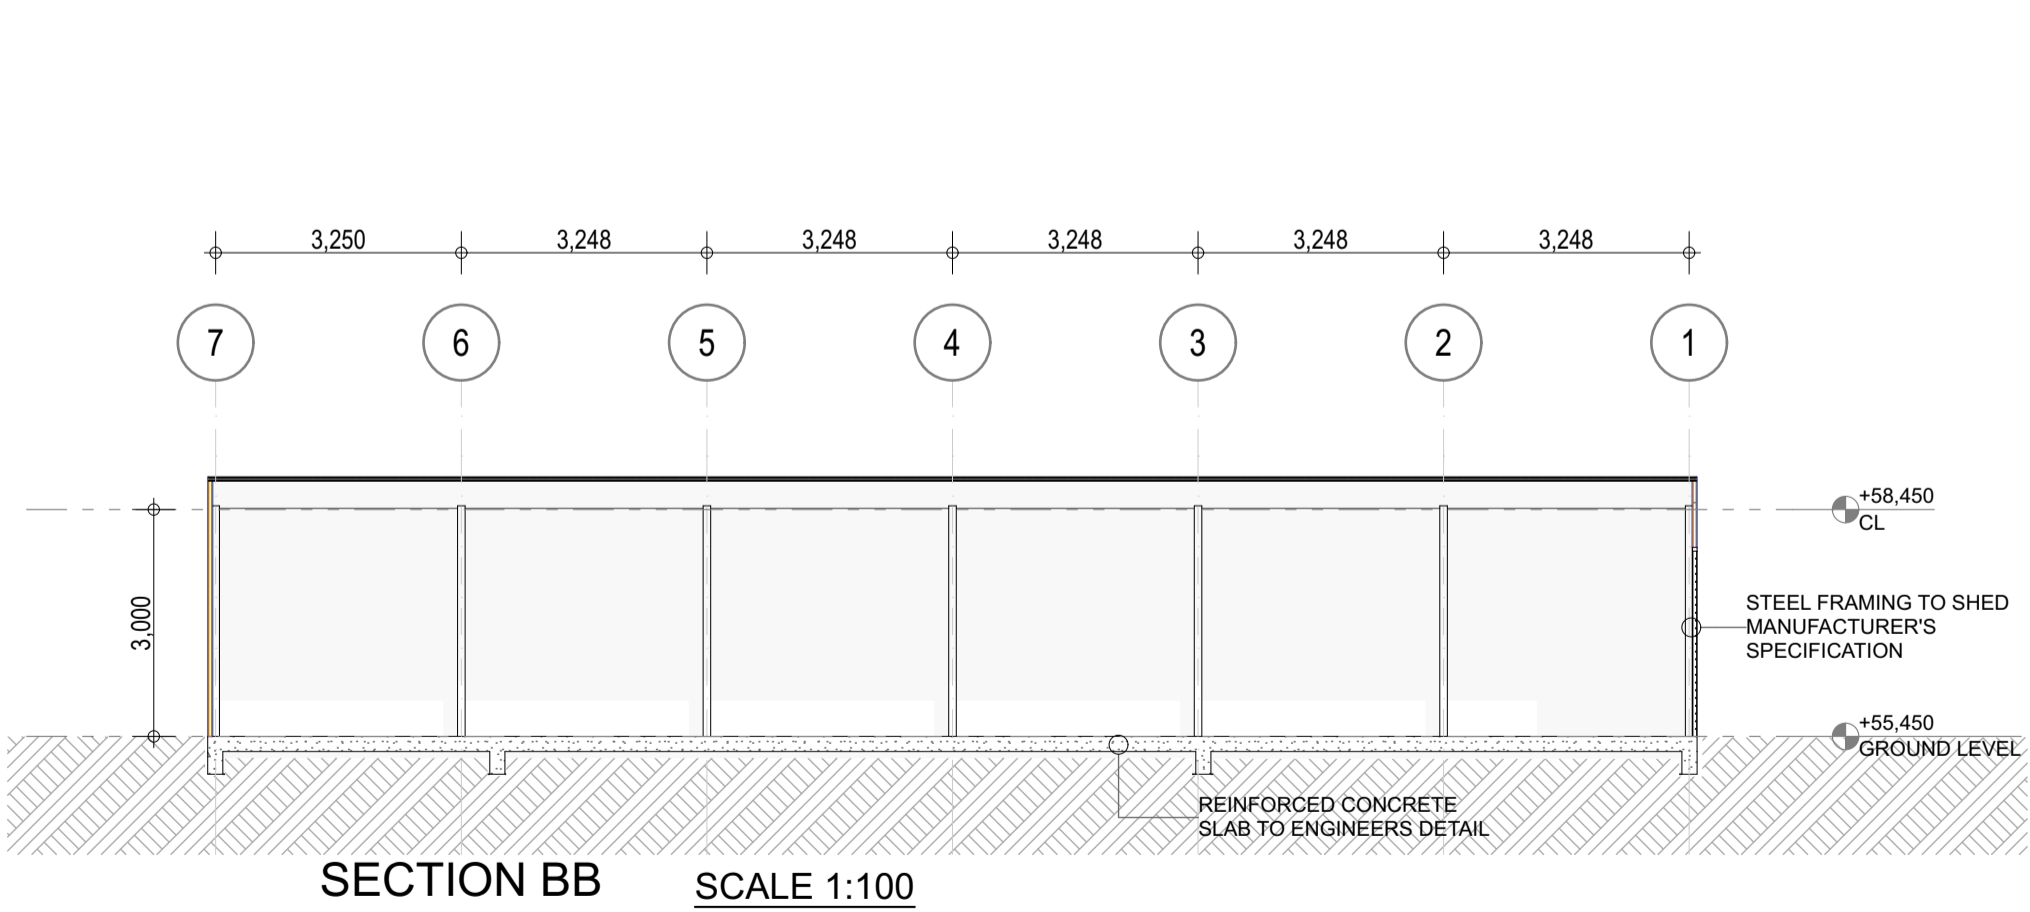 3,250 3,248 3,248 3,248 3,248 3,248
7 6 5 4 3 2 1
+58,450
CL
3,000
STEEL FRAMING TO SHED
MANUFACTURER'S
SPECIFICATION
+55,450
GROUND LEVEL
REINFORCED CONCRETE
SLAB TO ENGINEERS DETAIL
SECTION BB SCALE 1:100